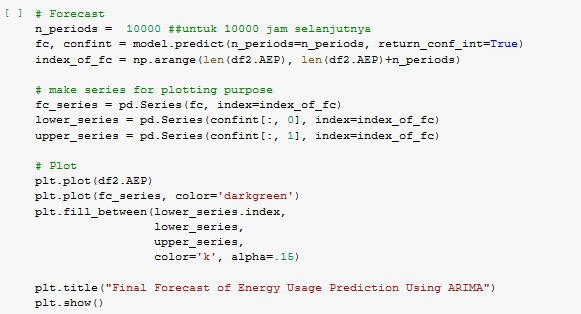 [ ] # Forecast
n_periods =  10000 ##untuk 10000 jam selanjutnya
fc, confint = model.predict(n_periods=n_periods, return_conf_int=True)
index_of_fc = np.arange(len(df2.AEP), len(df2.AEP)+n_periods)

# make series for plotting purpose
fc_series = pd.Series(fc, index=index_of_fc)
lower_series = pd.Series(confint[:, 0], index=index_of_fc)
upper_series = pd.Series(confint[:, 1], index=index_of_fc)

# Plot
plt.plot(df2.AEP)
plt.plot(fc_series, color='darkgreen')
plt.fill_between(lower_series.index,
                 lower_series,
                 upper_series,
                 color='k', alpha=.15)

plt.title("Final Forecast of Energy Usage Prediction Using ARIMA")
plt.show()